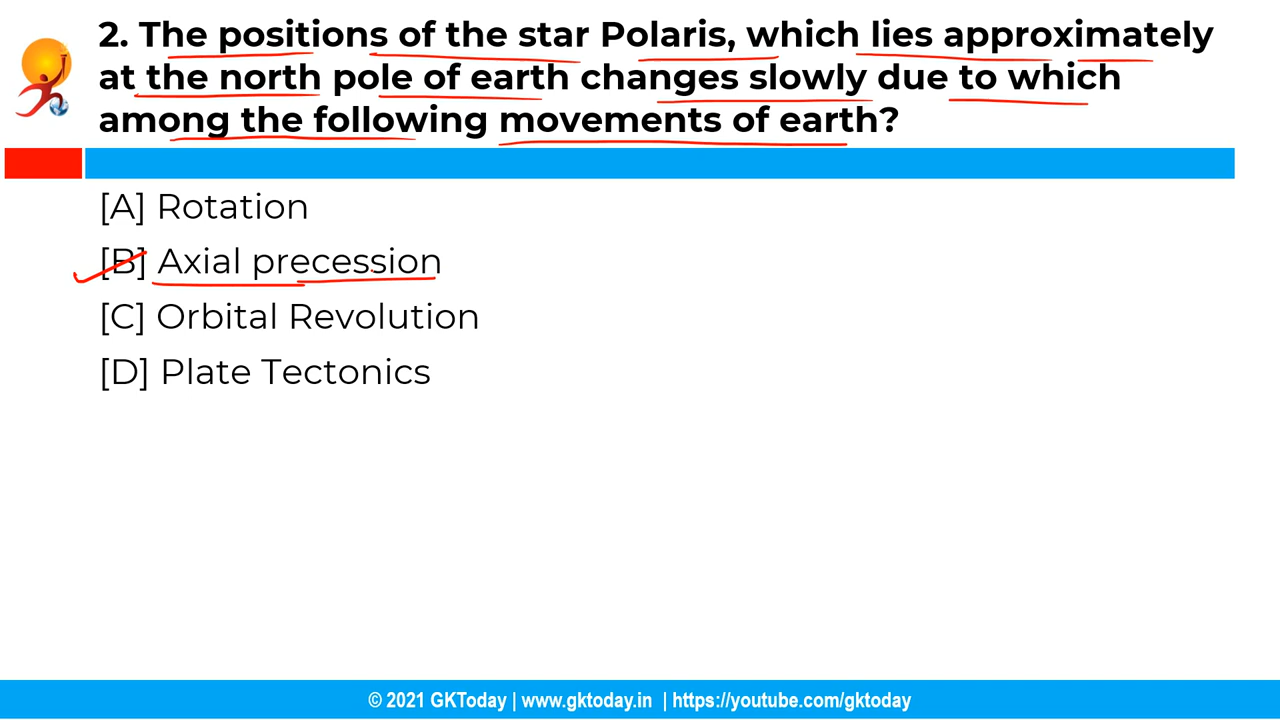 2. The positions of the star Polaris, which lies approximately
at the north pole of earth changes slowly due to which
among the following movements of earth?
[A] Rotation
[B] Axial precession
[C] Orbital Revolution
[D] Plate Tectonics
© 2021 GKToday | www.gktoday.in | https://youtube.com/gktoday